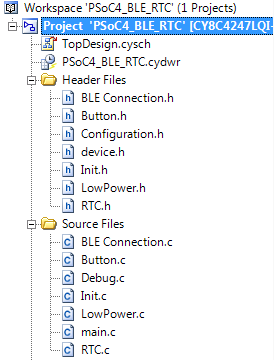 Workspace 'PSoC4_BLE_RTC' (1 Projects)
Project 'PSoC4_BLE_RTC' [CY8C4247LQI-
TopDesign.cysch
PSoC4_BLE_RTC.cydwr
Header Files
BLE Connection.h
Button.h
Configuration.h
device.h
Init.h
LowPower.h
RTC.h
Source Files
BLE Connection.c
Button.c
Debug.c
Init.c
LowPower.c
main.c
RTC.c